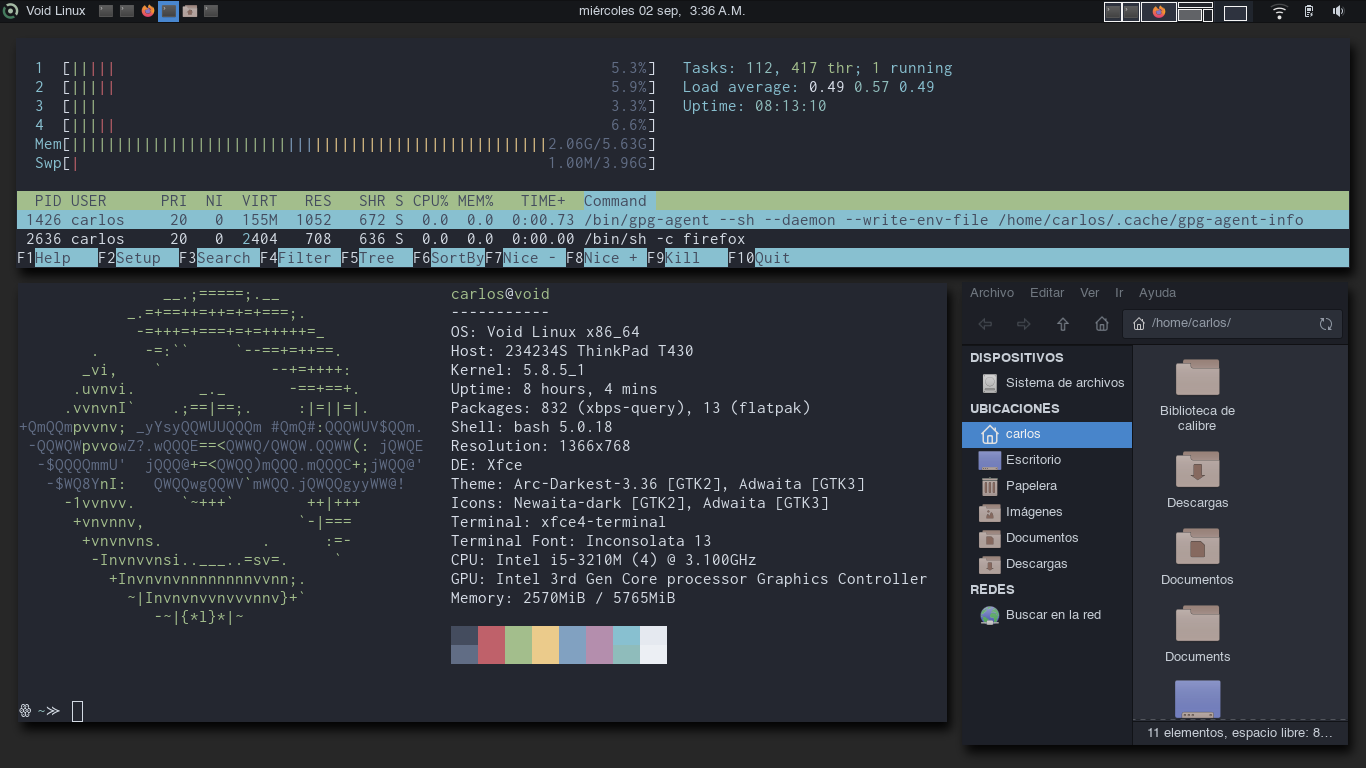 Void Linux
miércoles 02 sep,  3:36 A.M.
1  [||||| 5.3%]
2  [||||| 5.9%]
3  [||| 3.3%]
4  [||||| 6.6%]
Mem[|||||||||||||||||||||||||||||||||||||||||||||||||||||2.06G/5.63G]
Swp[| 1.00M/3.96G]
Tasks: 112, 417 thr; 1 running
Load average: 0.49 0.57 0.49
Uptime: 08:13:10
PID USER      PRI  NI  VIRT   RES   SHR S CPU% MEM%   TIME+  Command
1426 carlos     20   0  155M  1052   672 S  0.0  0.0  0:00.73 /bin/gpg-agent --sh --daemon --write-env-file /home/carlos/.cache/gpg-agent-info
2636 carlos     20   0  2404   708   636 S  0.0  0.0  0:00.00 /bin/sh -c firefox
F1Help   F2Setup  F3Search F4Filter F5Tree   F6SortByF7Nice - F8Nice + F9Kill   F10Quit
                __.;=====;.__
            _.=+==++=++=+=+===;.
             -=+++=+===+=+=+++++=_
        .     -=:``     `--==+=++==.
       _vi,    `            --+=++++:
      .uvnvi.       _._       -==+==+.
     .vvnvnI`    .;==|==;.     :|=||=|.
+QmQQmpvvnv; _yYsyQQWUUQQQm #QmQ#:QQQWUV$QQm.
 -QQWQWpvvowZ?.wQQQE==<QWWQ/QWQW.QQWW(: jQWQE
  -$QQQQmmU'  jQQQ@+=<QWQQ)mQQQ.mQQQC+;jWQQ@'
   -$WQ8YnI:   QWQQwgQQWV`mWQQ.jQWQQgyyWW@!
     -1vvnvv.     `~+++`        ++|+++
      +vnvnnv,                 `-|===
       +vnvnvns.           .      :=-
        -Invnvvnsi..___..=sv=.     `
          +Invnvnvnnnnnnnnvvnn;.
            ~|Invnvnvvnvvvnnv}+`
               -~|{*l}*|~
carlos@void
-----------
OS: Void Linux x86_64
Host: 234234S ThinkPad T430
Kernel: 5.8.5_1
Uptime: 8 hours, 4 mins
Packages: 832 (xbps-query), 13 (flatpak)
Shell: bash 5.0.18
Resolution: 1366x768
DE: Xfce
Theme: Arc-Darkest-3.36 [GTK2], Adwaita [GTK3]
Icons: Newaita-dark [GTK2], Adwaita [GTK3]
Terminal: xfce4-terminal
Terminal Font: Inconsolata 13
CPU: Intel i5-3210M (4) @ 3.100GHz
GPU: Intel 3rd Gen Core processor Graphics Controller
Memory: 2570MiB / 5765MiB
~≫
Archivo Editar Ver Ir Ayuda
/home/carlos/
DISPOSITIVOS
Sistema de archivos
UBICACIONES
carlos
Escritorio
Papelera
Imágenes
Documentos
Descargas
REDES
Buscar en la red
Biblioteca de
calibre
Descargas
Documentos
Documents
11 elementos, espacio libre: 8…